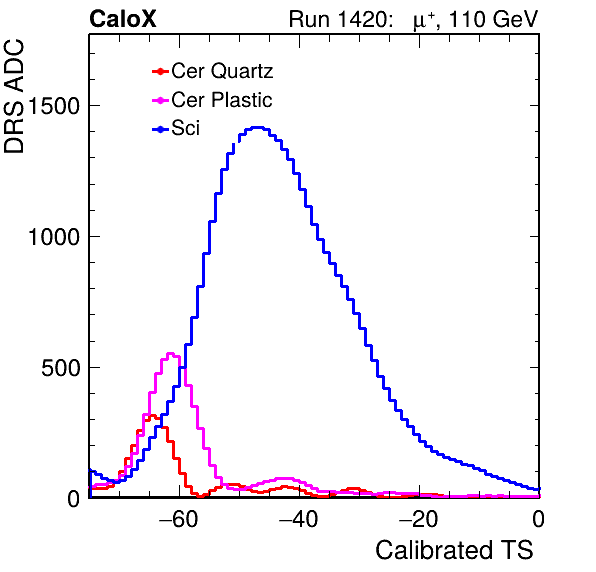 CaloX Run 1420: μ⁺, 110 GeV
DRS ADC
Cer Quartz
Cer Plastic
Sci
1500
1000
500
0
−60 −40 −20 0
Calibrated TS